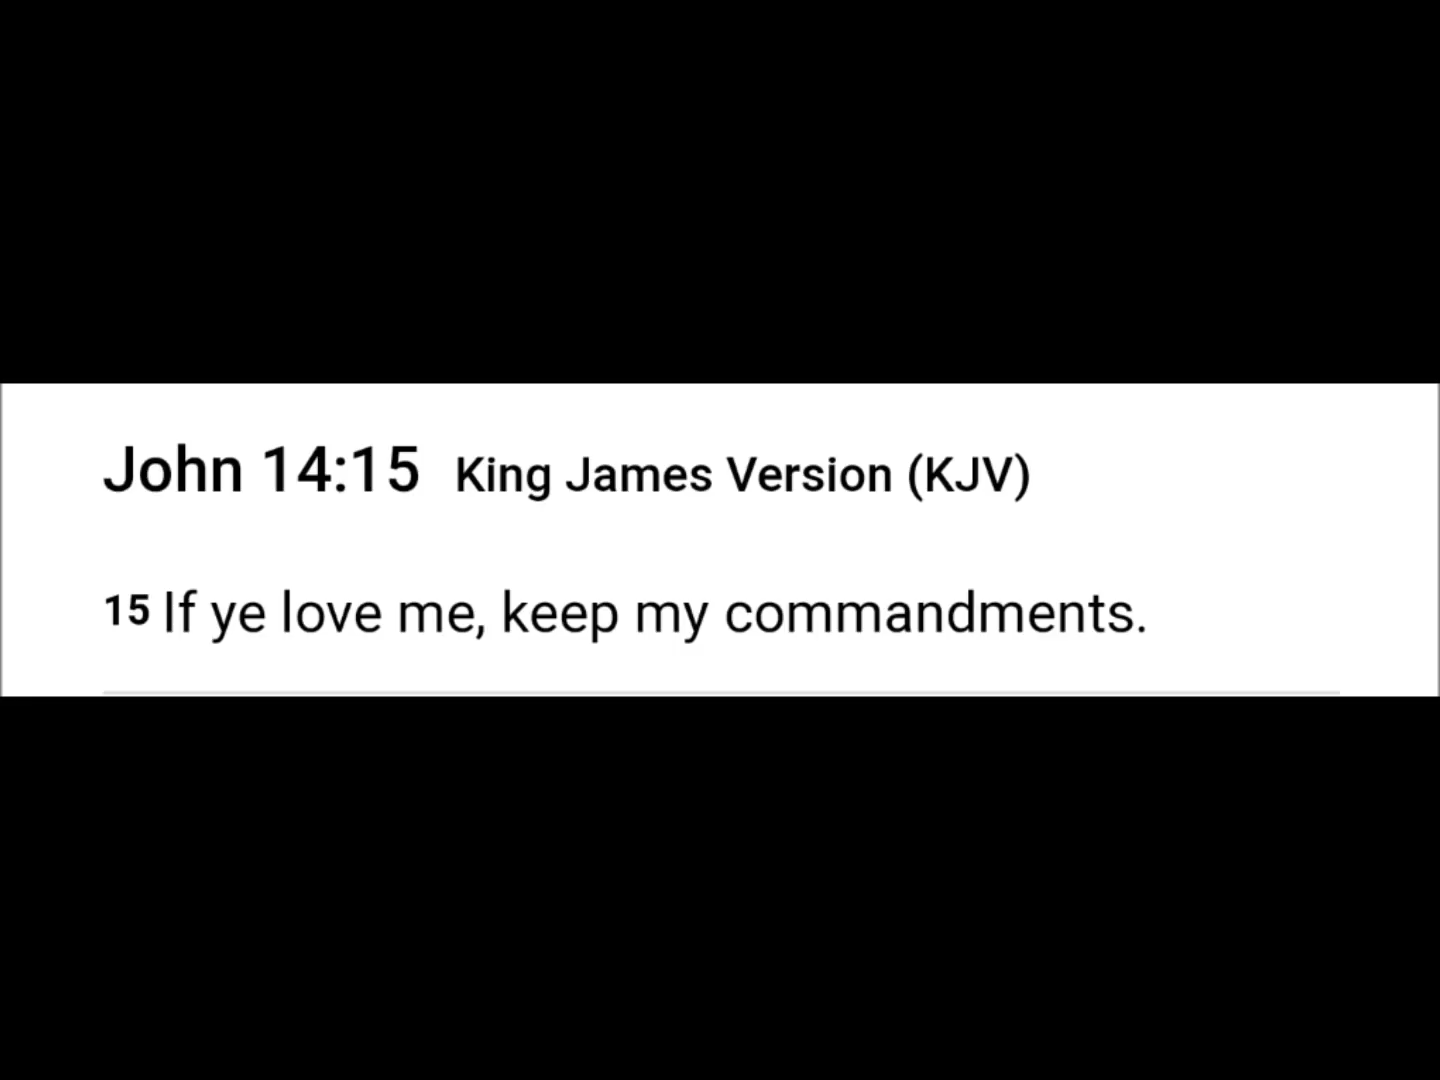 John 14:15 King James Version (KJV)
15 If ye love me, keep my commandments.